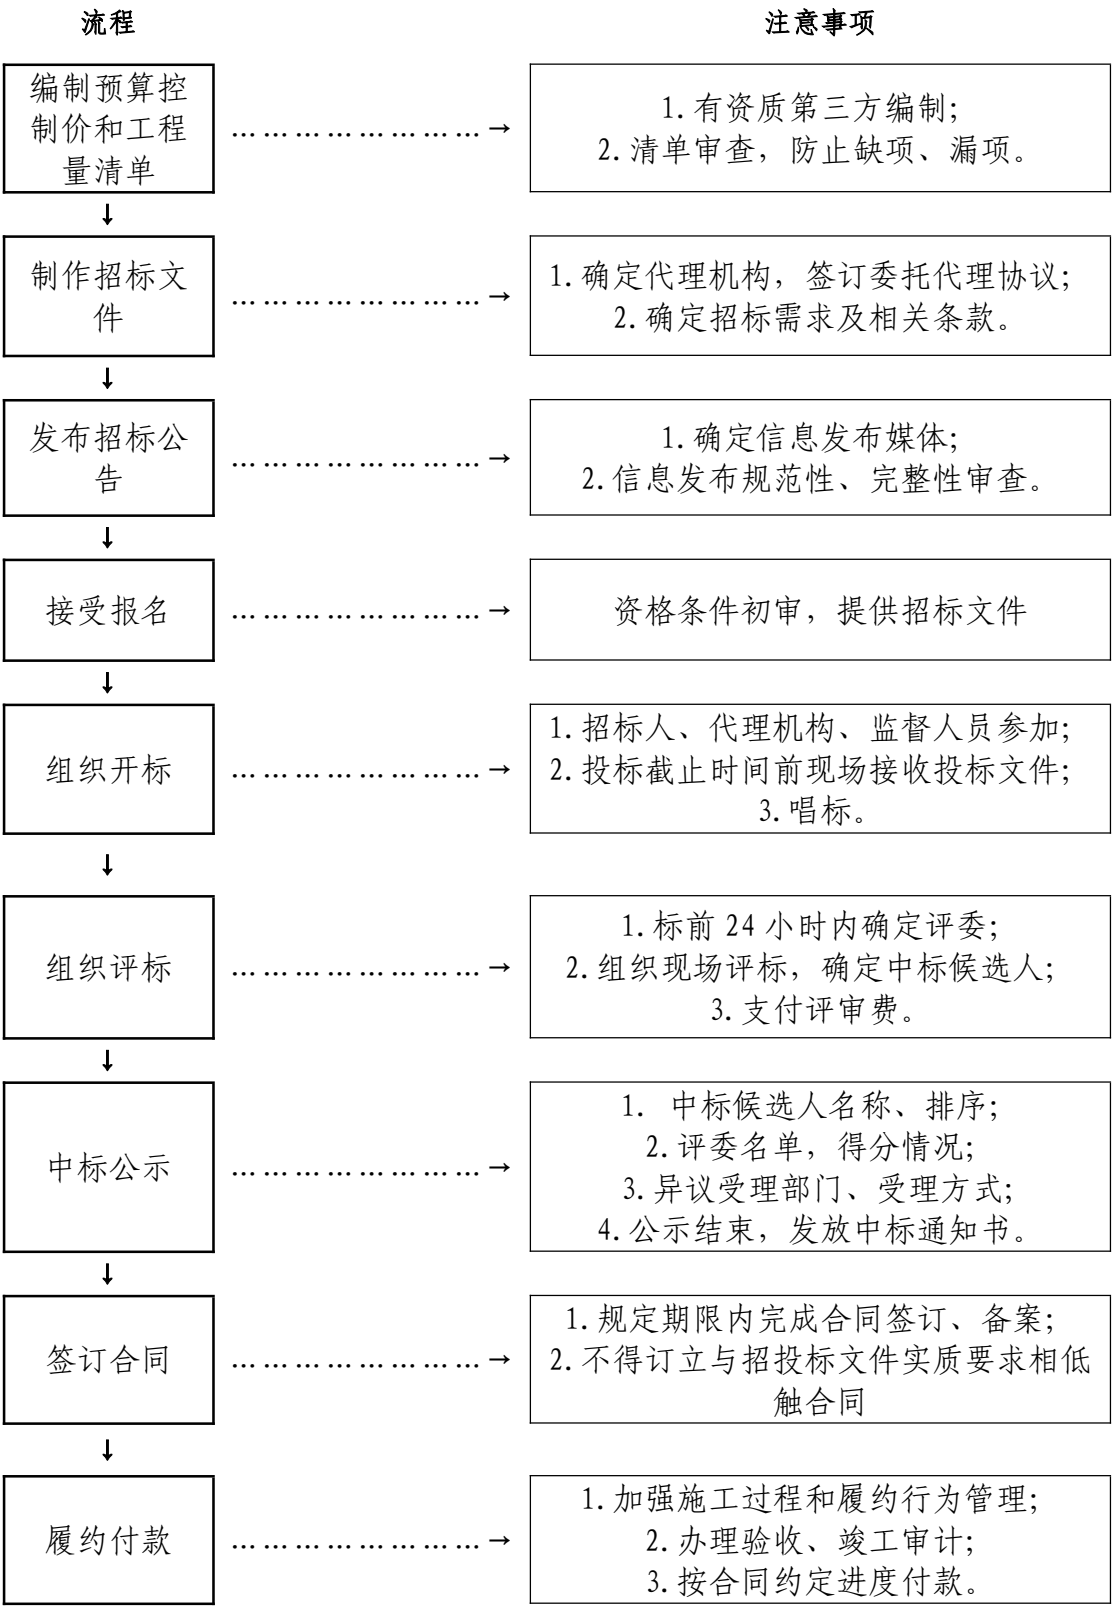 流程
注意事项
编制预算控
制价和工程
量清单
………………………→
1.有资质第三方编制；
2.清单审查，防止缺项、漏项。
↓
制作招标文
件
………………………→
1.确定代理机构，签订委托代理协议；
2.确定招标需求及相关条款。
↓
发布招标公
告
………………………→
1.确定信息发布媒体；
2.信息发布规范性、完整性审查。
↓
接受报名
………………………→
资格条件初审，提供招标文件
↓
组织开标
………………………→
1.招标人、代理机构、监督人员参加；
2.投标截止时间前现场接收投标文件；
3.唱标。
↓
组织评标
………………………→
1.标前 24 小时内确定评委；
2.组织现场评标，确定中标候选人；
3.支付评审费。
↓
中标公示
………………………→
1. 中标候选人名称、排序；
2.评委名单，得分情况；
3.异议受理部门、受理方式；
4.公示结束，发放中标通知书。
↓
签订合同
………………………→
1.规定期限内完成合同签订、备案；
2.不得订立与招投标文件实质要求相低
触合同
↓
履约付款
………………………→
1.加强施工过程和履约行为管理；
2.办理验收、竣工审计；
3.按合同约定进度付款。